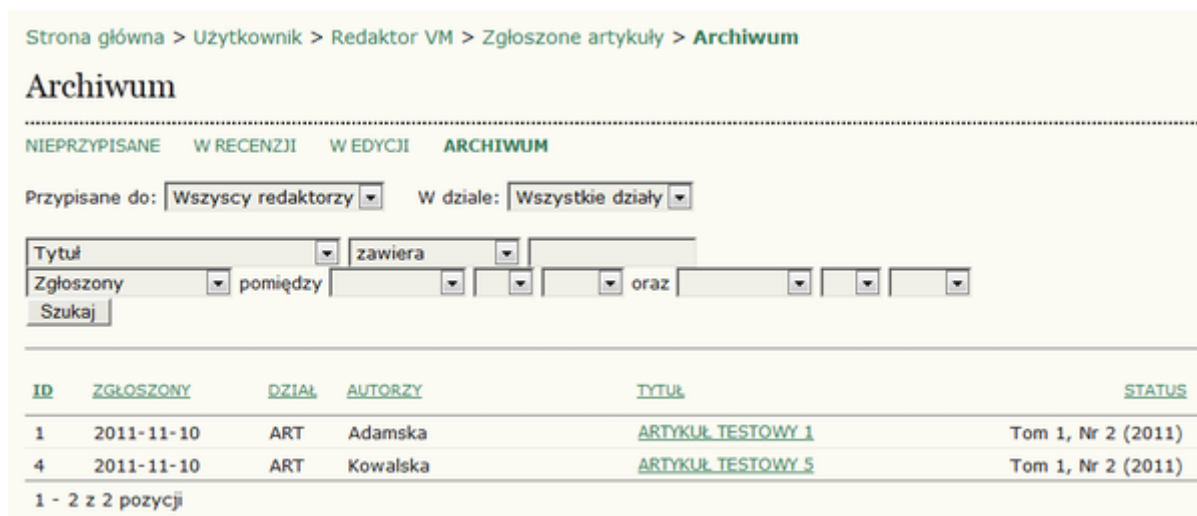 Strona główna > Użytkownik > Redaktor VM > Zgłoszone artykuły > Archiwum
Archiwum
NIEPRZYPISANE W RECENZJI W EDYCJI ARCHIWUM
Przypisane do: Wszyscy redaktorzy W dziale: Wszystkie działy
Tytuł zawiera
Zgłoszony pomiędzy oraz
Szukaj
ID ZGŁOSZONY DZIAŁ AUTORZY TYTUŁ STATUS
1 2011-11-10 ART Adamska ARTYKUŁ TESTOWY 1 Tom 1, Nr 2 (2011)
4 2011-11-10 ART Kowalska ARTYKUŁ TESTOWY 5 Tom 1, Nr 2 (2011)
1 - 2 z 2 pozycji